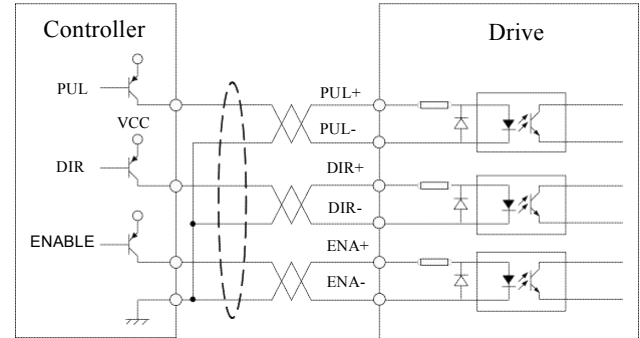 Controller
Drive
PUL
PUL+
PUL-
VCC
DIR
DIR+
DIR-
ENABLE
ENA+
ENA-